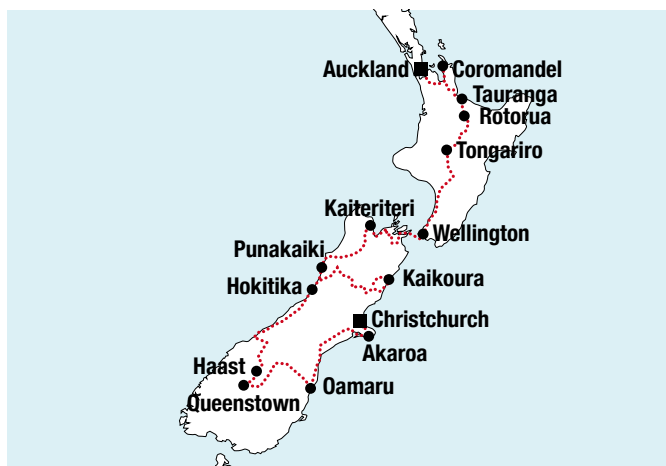 Auckland
Coromandel
Tauranga
Rotorua
Tongariro
Kaiteriteri
Wellington
Punakaiki
Kaikoura
Hokitika
Christchurch
Akaroa
Haast
Oamaru
Queenstown